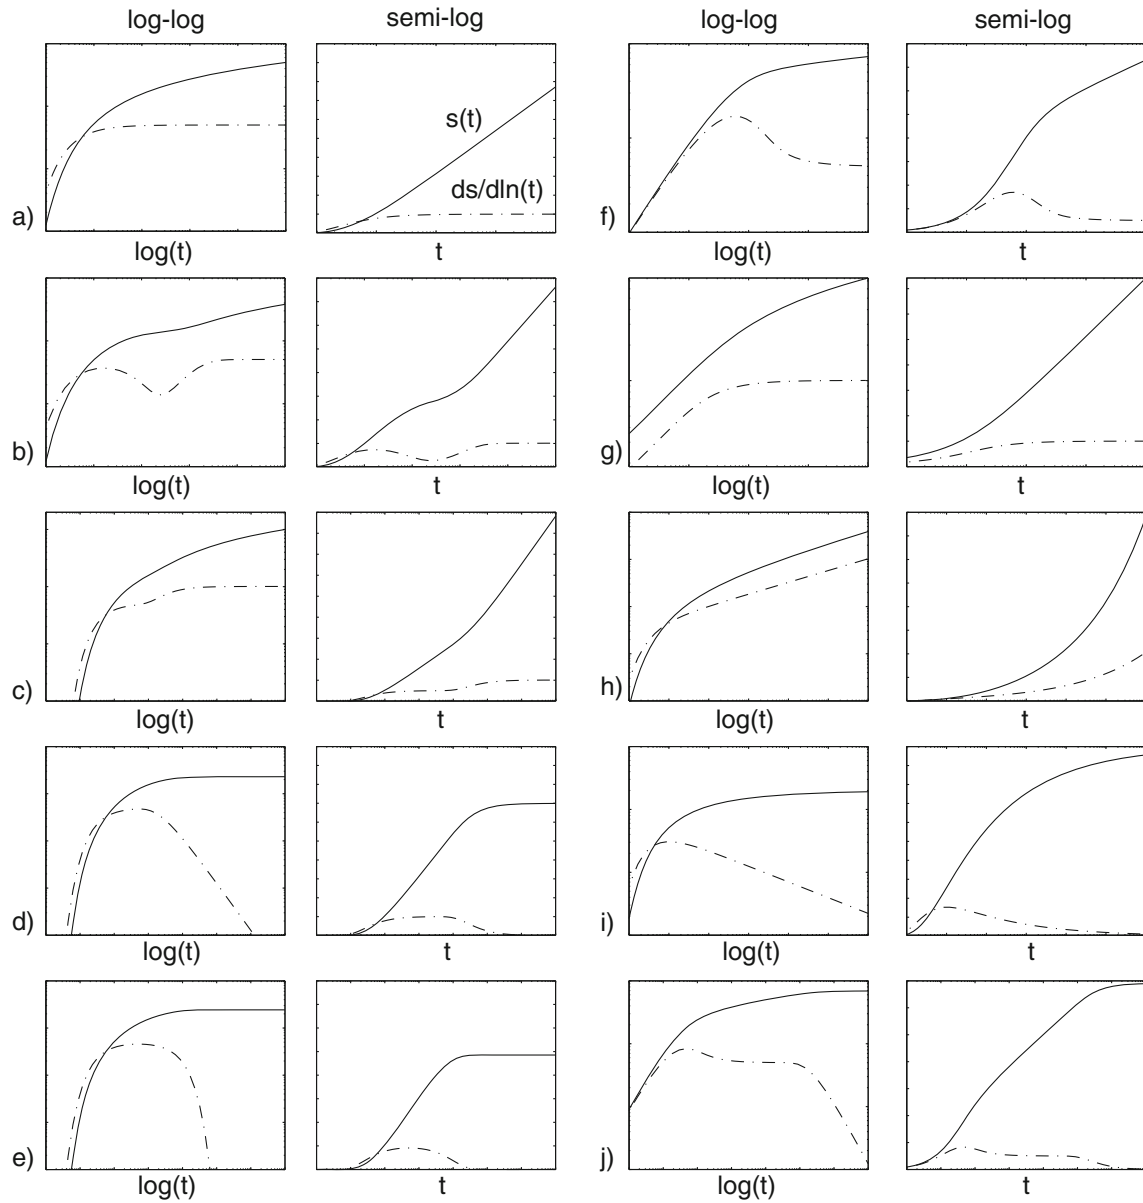 log-log semi-log log-log semi-log
s(t)
ds/dln(t)
a) f)
log(t) t log(t) t
b) g)
log(t) t log(t) t
c) h)
log(t) t log(t) t
d) i)
log(t) t log(t) t
e) j)
log(t) t log(t) t